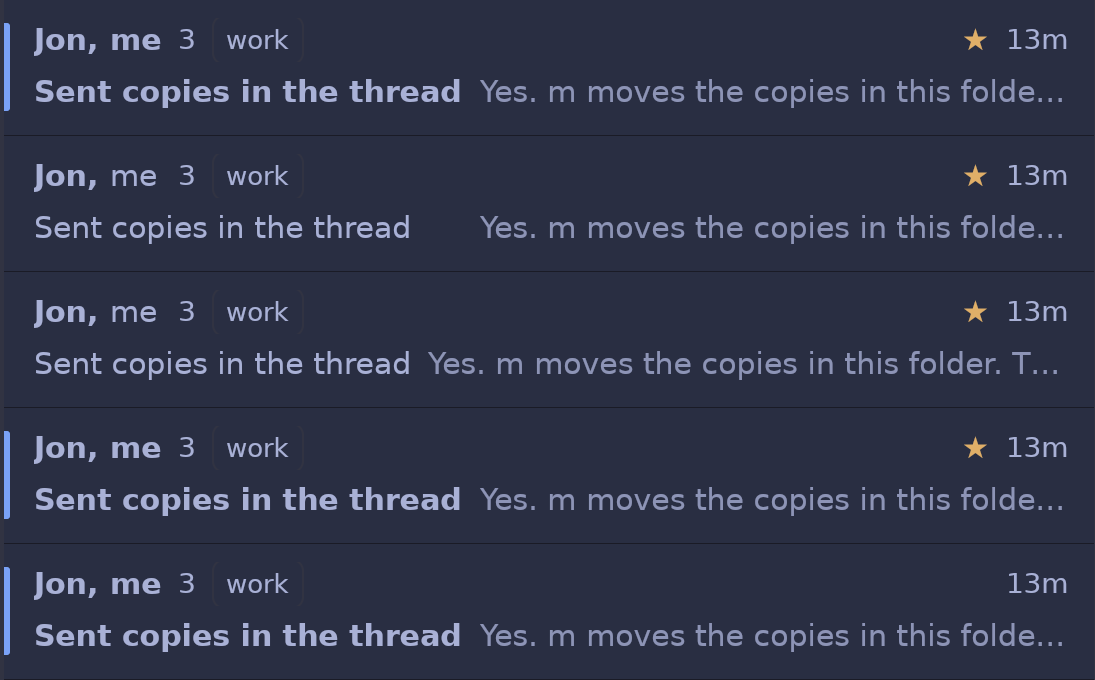 Jon, me 3 work ★ 13m
Sent copies in the thread Yes. m moves the copies in this folde…
Jon, me 3 work ★ 13m
Sent copies in the thread Yes. m moves the copies in this folde…
Jon, me 3 work ★ 13m
Sent copies in the thread Yes. m moves the copies in this folder. T…
Jon, me 3 work ★ 13m
Sent copies in the thread Yes. m moves the copies in this folde…
Jon, me 3 work 13m
Sent copies in the thread Yes. m moves the copies in this folde…